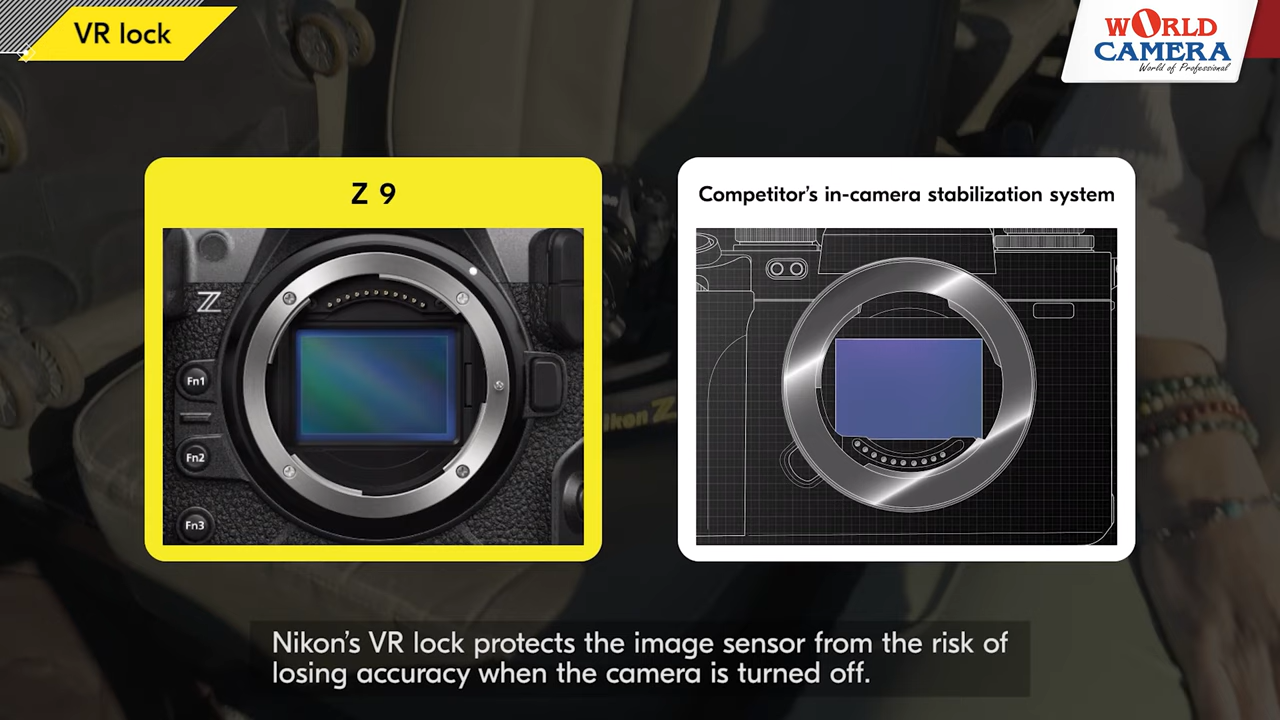 VR lock
WORLD
CAMERA
World of Professional
Z 9
Competitor's in-camera stabilization system
Z
Fn1
Fn2
Fn3
Nikon Z
Nikon's VR lock protects the image sensor from the risk of
losing accuracy when the camera is turned off.